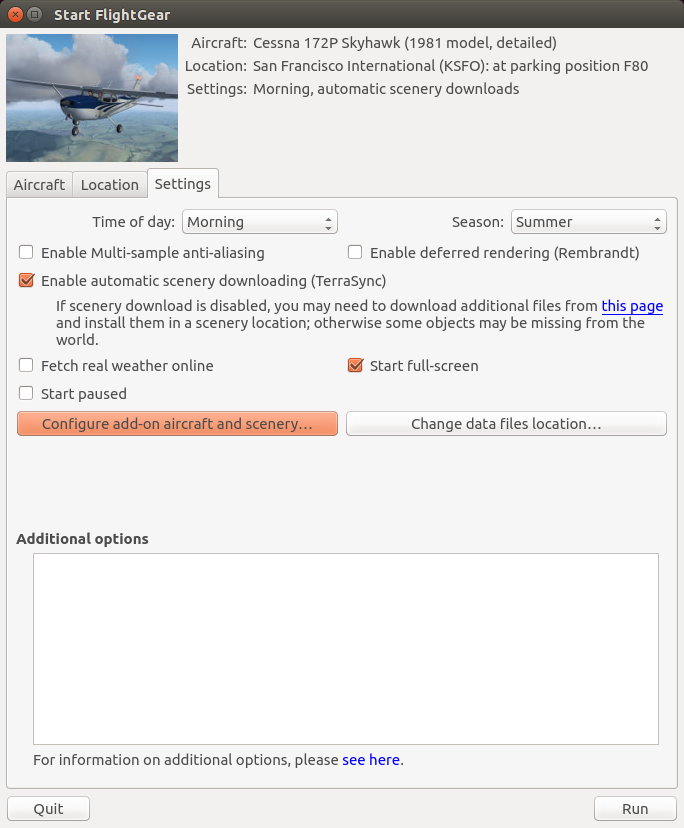 Start FlightGear
Aircraft: Cessna 172P Skyhawk (1981 model, detailed)
Location: San Francisco International (KSFO): at parking position F80
Settings: Morning, automatic scenery downloads
Aircraft Location Settings
Time of day: Morning Season: Summer
Enable Multi-sample anti-aliasing Enable deferred rendering (Rembrandt)
Enable automatic scenery downloading (TerraSync)
If scenery download is disabled, you may need to download additional files from this page
and install them in a scenery location; otherwise some objects may be missing from the
world.
Fetch real weather online Start full-screen
Start paused
Configure add-on aircraft and scenery... Change data files location...
Additional options
For information on additional options, please see here.
Quit Run